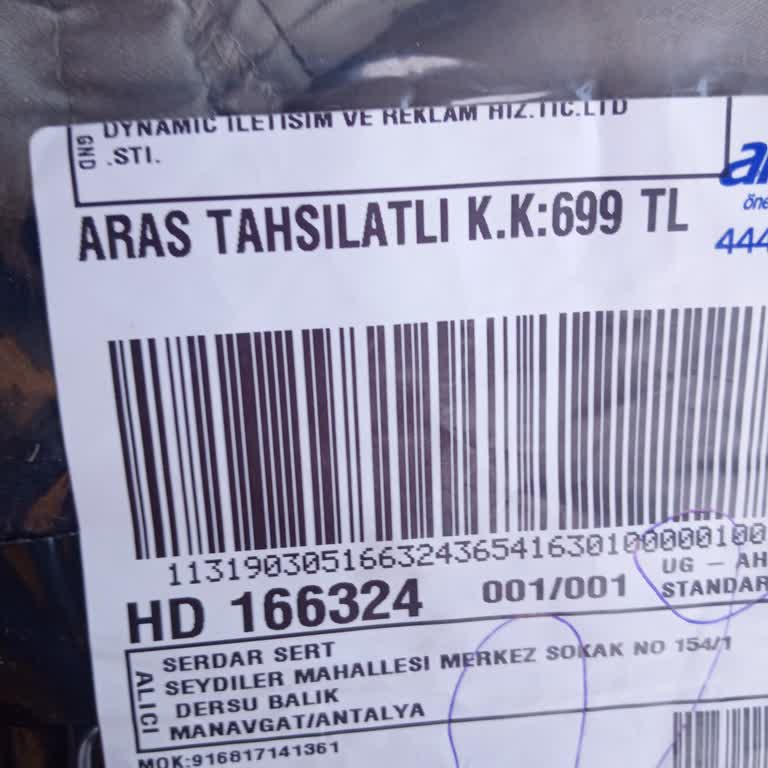 GND
DYNAMIC ILETISIM VE REKLAM HIZ.TIC.LTD
.STI.
ARAS TAHSILATLI K.K:699 TL
444
11319030516632436541630100000100
HD 166324 001/001
UG - AH
STANDAR
ALICI
SERDAR SERT
SEYDILER MAHALLESI MERKEZ SOKAK NO 154/1
DERSU BALIK
MANAVGAT/ANTALYA
MOK:916817141361